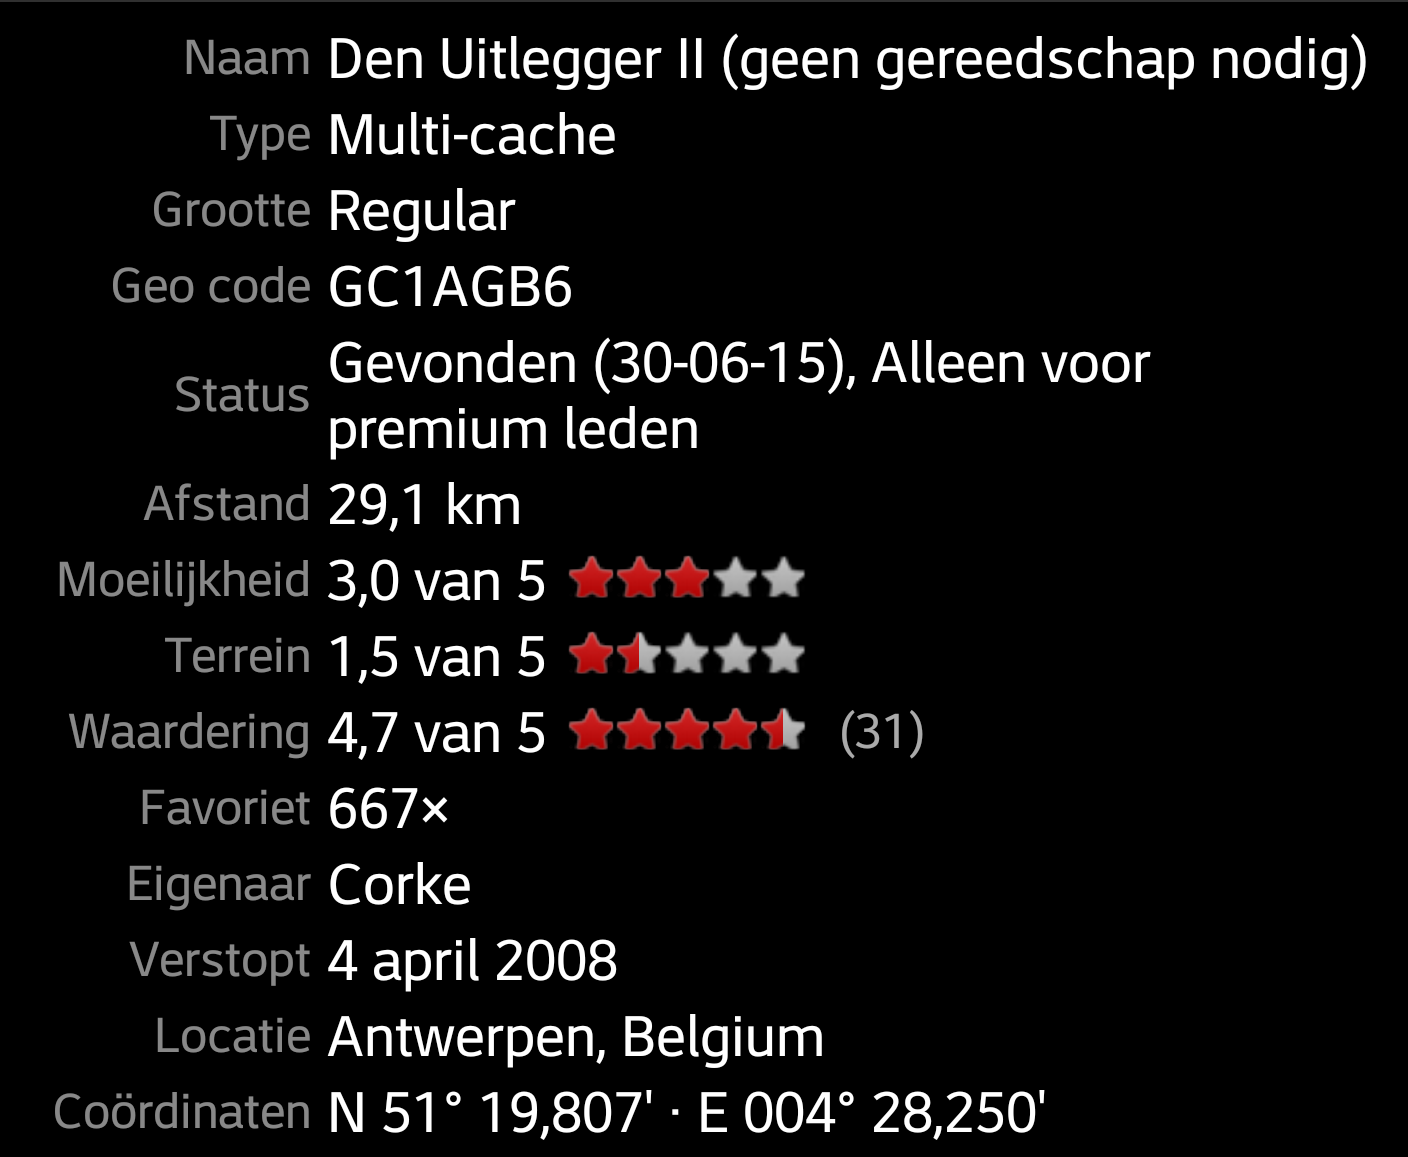 Naam Den Uitlegger II (geen gereedschap nodig)
Type Multi-cache
Grootte Regular
Geo code GC1AGB6
Status Gevonden (30-06-15), Alleen voor
premium leden
Afstand 29,1 km
Moeilijkheid 3,0 van 5
Terrein 1,5 van 5
Waardering 4,7 van 5 (31)
Favoriet 667×
Eigenaar Corke
Verstopt 4 april 2008
Locatie Antwerpen, Belgium
Coördinaten N 51° 19,807' · E 004° 28,250'